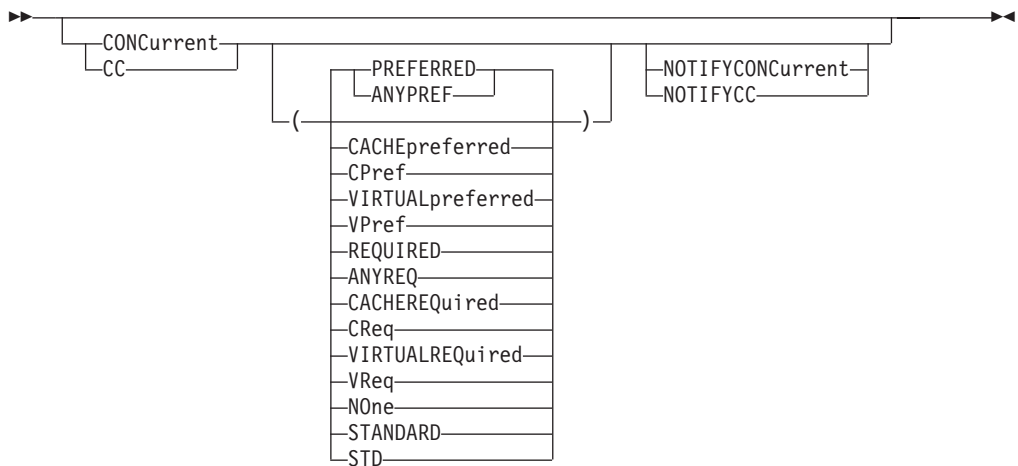 CONCurrent
CC
PREFERRED
ANYPREF
NOTIFYCONCurrent
NOTIFYCC
( )
CACHEpreferred
CPref
VIRTUALpreferred
VPref
REQUIRED
ANYREQ
CACHEREQuired
CReq
VIRTUALREQuired
VReq
NOne
STANDARD
STD